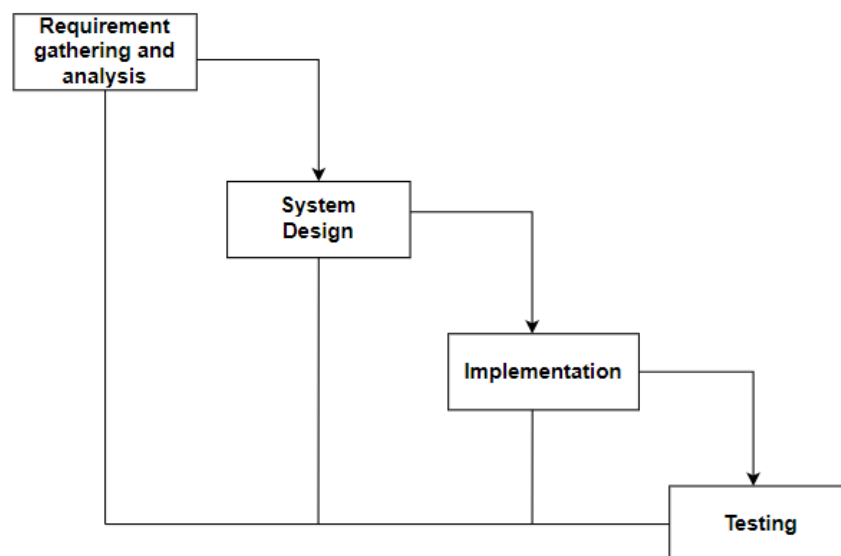 Requirement
gathering and
analysis
System
Design
Implementation
Testing